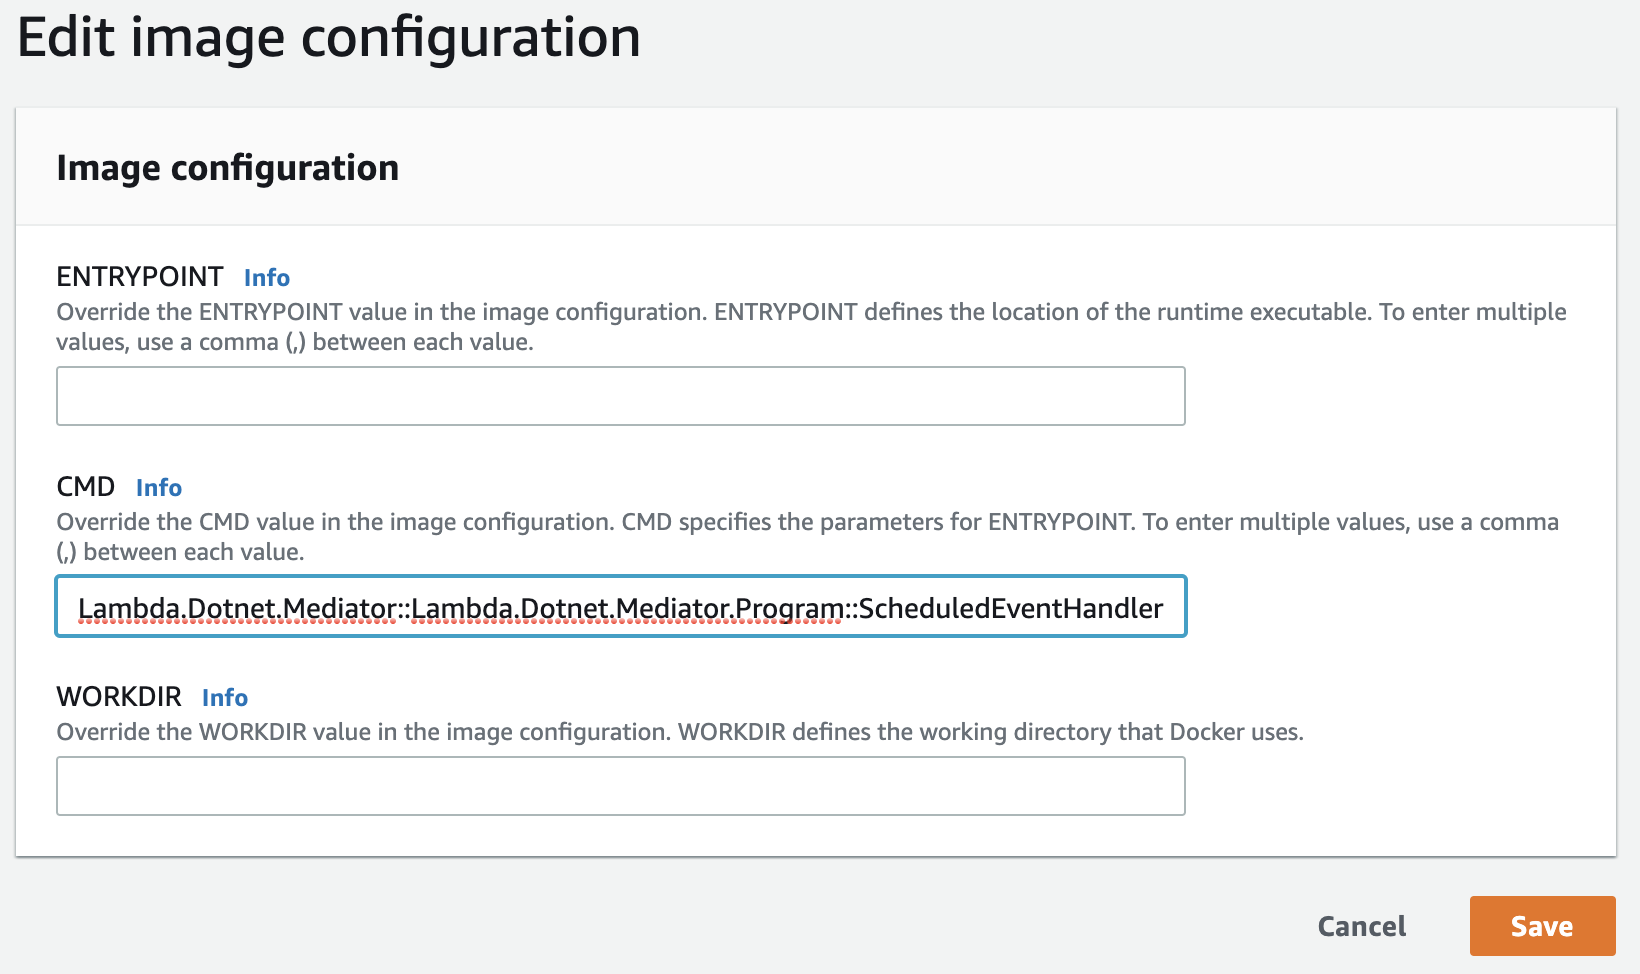 Edit image configuration
Image configuration
ENTRYPOINT Info
Override the ENTRYPOINT value in the image configuration. ENTRYPOINT defines the location of the runtime executable. To enter multiple
values, use a comma (,) between each value.
CMD Info
Override the CMD value in the image configuration. CMD specifies the parameters for ENTRYPOINT. To enter multiple values, use a comma
(,) between each value.
Lambda.Dotnet.Mediator::Lambda.Dotnet.Mediator.Program::ScheduledEventHandler
WORKDIR Info
Override the WORKDIR value in the image configuration. WORKDIR defines the working directory that Docker uses.
Cancel Save